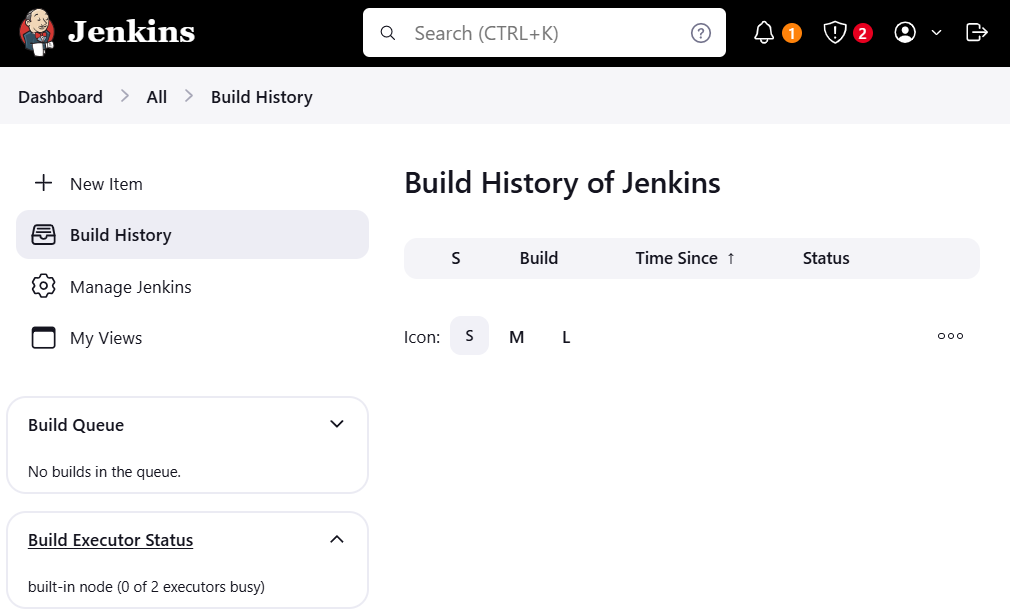 Jenkins
Search (CTRL+K)
1
2
Dashboard
All
Build History
New Item
Build History
Manage Jenkins
My Views
Build Queue
No builds in the queue.
Build Executor Status
built-in node (0 of 2 executors busy)
Build History of Jenkins
S Build Time Since ↑ Status
Icon: S M L